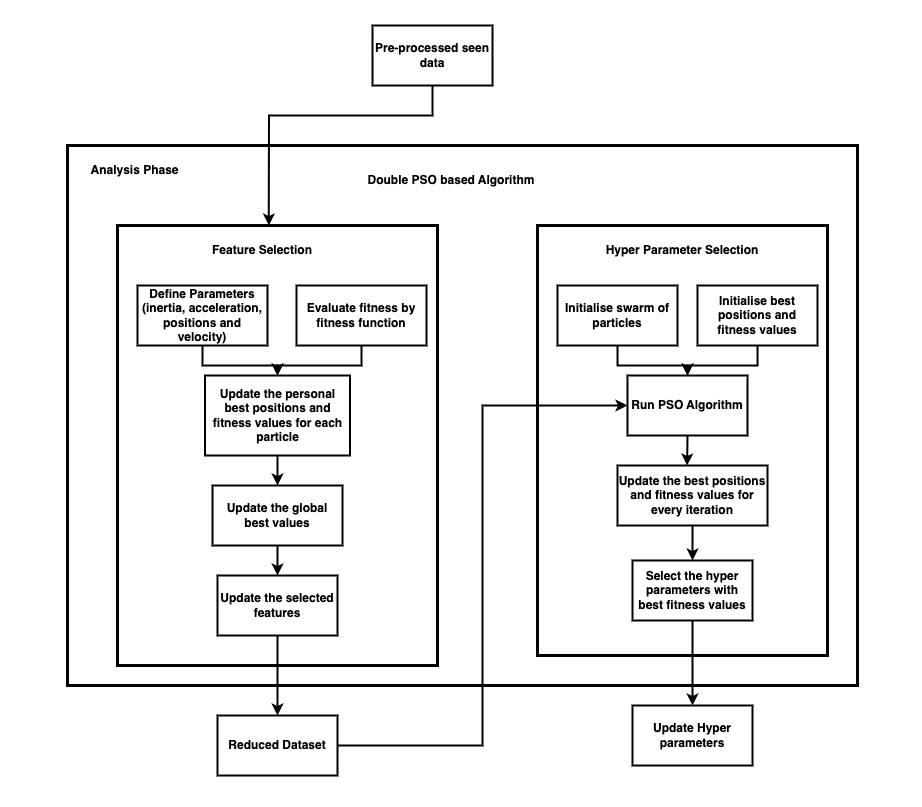 Pre-processed seen
data
Analysis Phase
Double PSO based Algorithm
Feature Selection
Define Parameters
(inertia, acceleration,
positions and
velocity)
Evaluate fitness by
fitness function
Update the personal
best positions and
fitness values for each
particle
Update the global
best values
Update the selected
features
Reduced Dataset
Hyper Parameter Selection
Initialise swarm of
particles
Initialise best
positions and
fitness values
Run PSO Algorithm
Update the best positions
and fitness values for
every iteration
Select the hyper
parameters with
best fitness values
Update Hyper
parameters